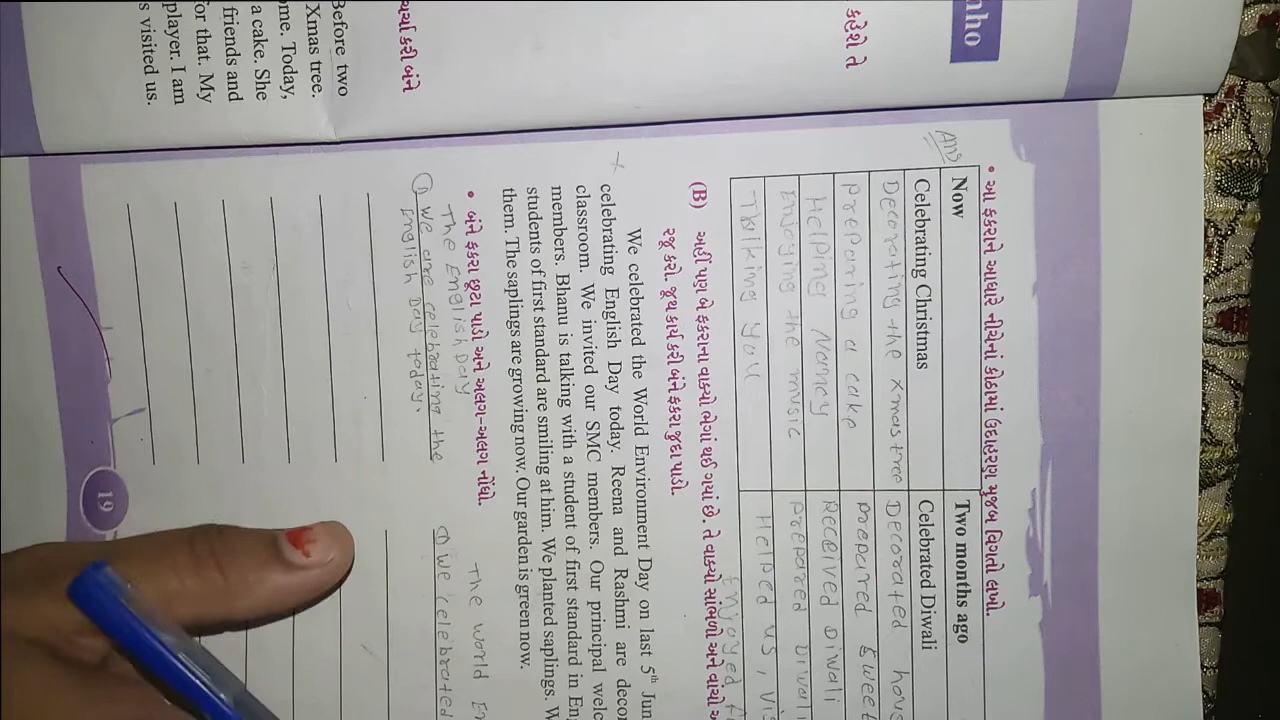 nho
કહેશે તે
ચર્ચા કરી બંને
Before two
Xmas tree.
ome. Today,
a cake. She
friends and
for that. My
player. I am
s visited us.
• આ ફકરાને આધારે નીચેનાં કોઠામાં ઉદાહરણ મુજબ વિગતો લખો.
Ans
Now Two months ago
Celebrating Christmas Celebrated Diwali
Decorating the xmas tree Decorated hous
Preparing a cake Prepared sweet
Helping Nancy Received Diwali
Enjoying the music Prepared Diwali
Talking you Helped us, vis
Enjoyed
(B) અહીં પણ બે ફકરાના વાક્યો ભેગાં થઈ ગયાં છે. તે વાક્યો સાંભળો અને વાંચો અ
રજૂ કરો. જૂથ કાર્ય કરી બંને ફકરા જુદા પાડો.
We celebrated the World Environment Day on last 5th Jun
celebrating English Day today. Reena and Rashmi are decor
classroom. We invited our SMC members. Our principal welc
members. Bhanu is talking with a student of first standard in En
students of first standard are smiling at him. We planted saplings. W
them. The saplings are growing now. Our garden is green now.
• બંને ફકરા છૂટા પાડો અને અલગ-અલગ નોંધો.
The English Day The world En
① We are celebrating the ① We celebrated
English Day today.
19